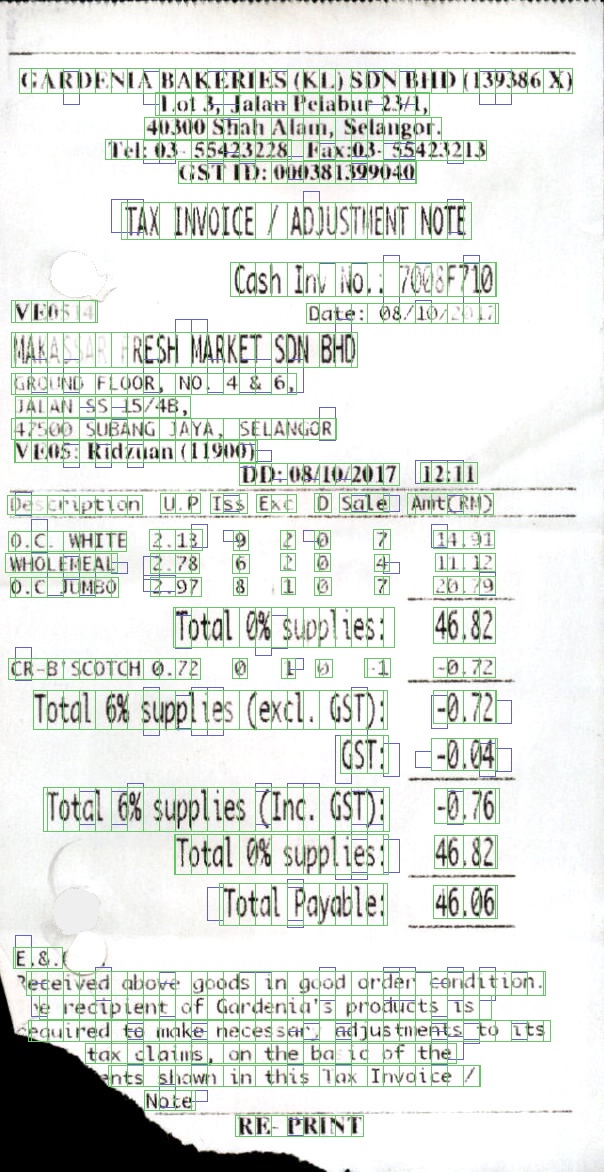 GARDENIA BAKERIES (KL) SDN BHD (139386 X)
Lot 3, Jalan Pelabur 23/1,
40300 Shah Alam, Selangor.
Tel: 03- 55423228 Fax:03- 55423213
GST ID: 000381399040
TAX INVOICE / ADJUSTMENT NOTE
Cash Inv No.: 7008F710
VE0514
Date: 08/10/2017
MAKASSAR FRESH MARKET SDN BHD
GROUND FLOOR, NO. 4 & 6,
JALAN SS 15/4B,
47500 SUBANG JAYA, SELANGOR
VE05: Ridzuan (11900)
DD: 08/10/2017 12:11
Description U.P Iss Exc D Sale Amt(RM)
O.C. WHITE 2.13 9 2 0 7 14.91
WHOLEMEAL 2.78 6 2 0 4 11.12
O.C JUMBO 2.97 8 1 0 7 20.79
Total 0% supplies: 46.82
CR-B'SCOTCH 0.72 0 1 0 -1 -0.72
Total 6% supplies (excl. GST): -0.72
GST: -0.04
Total 6% supplies (Inc. GST): -0.76
Total 0% supplies: 46.82
Total Payable: 46.06
E.&.
Received above goods in good order condition.
recipient of Gardenia's products is
required to make necessary adjustments to its
tax claims, on the basic of the
shown in this Tax Invoice /
Note
RE- PRINT